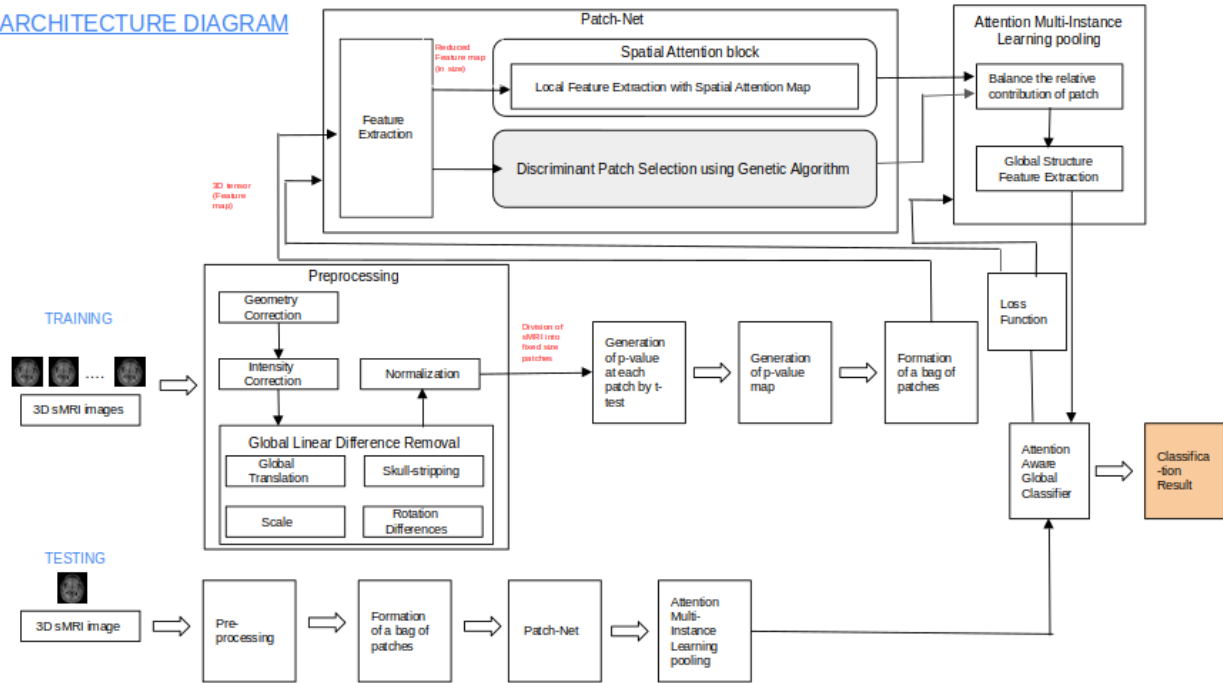 ARCHITECTURE DIAGRAM
Patch-Net
Feature
Extraction
Reduced
Feature map
(in size)
Spatial Attention block
Local Feature Extraction with Spatial Attention Map
Discriminant Patch Selection using Genetic Algorithm
Attention Multi-Instance
Learning pooling
Balance the relative
contribution of patch
Global Structure
Feature Extraction
3D tensor
(Feature
map)
TRAINING
3D sMRI images
....
Preprocessing
Geometry
Correction
Intensity
Correction
Normalization
Global Linear Difference Removal
Global
Translation
Skull-stripping
Scale
Rotation
Differences
Division of
sMRI into
fixed size
patches
Generation
of p-value
at each
patch by t-
test
Generation
of p-value
map
Formation
of a bag of
patches
Loss
Function
Attention
Aware
Global
Classifier
Classifica
-tion
Result
TESTING
3D sMRI image
Pre-
processing
Formation
of a bag of
patches
Patch-Net
Attention
Multi-
Instance
Learning
pooling